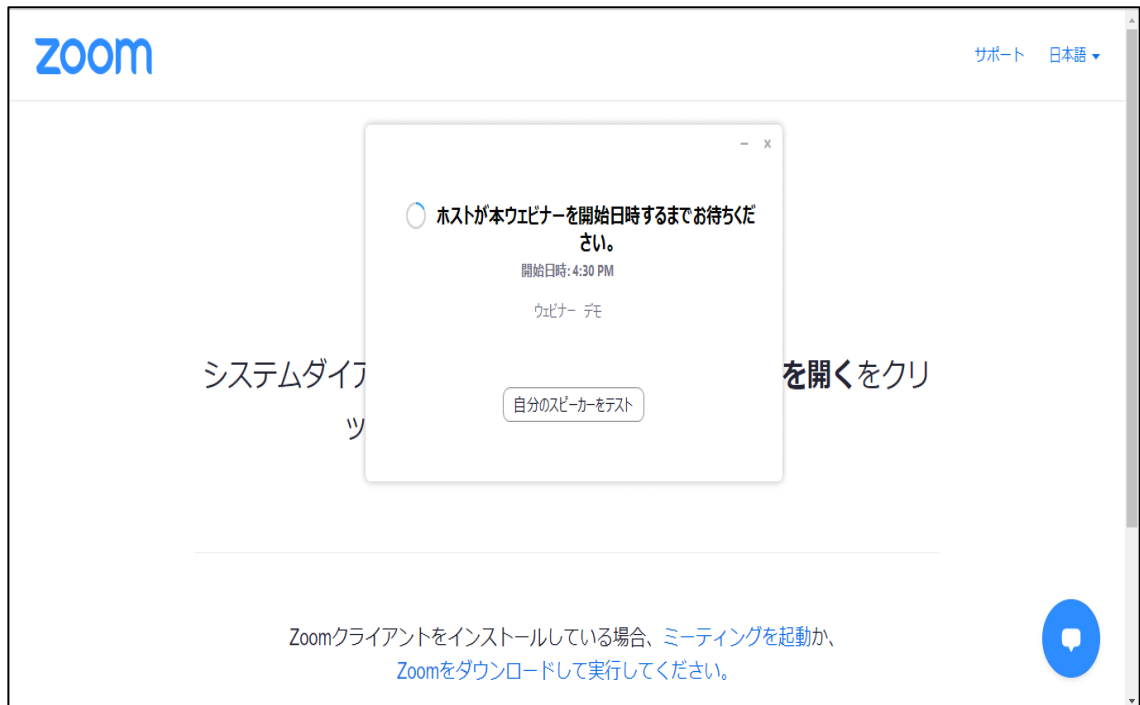 zoom
サポート 日本語
ホストが本ウェビナーを開始日時するまでお待ちくだ
さい。
開始日時: 4:30 PM
ウェビナー デモ
自分のスピーカーをテスト
システムダイア
を開くをクリ
ッ
Zoomクライアントをインストールしている場合、ミーティングを起動か、
Zoomをダウンロードして実行してください。